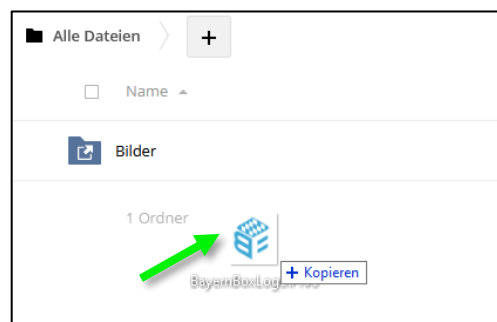 Alle Dateien
+
Name
Bilder
1 Ordner
+ Kopieren